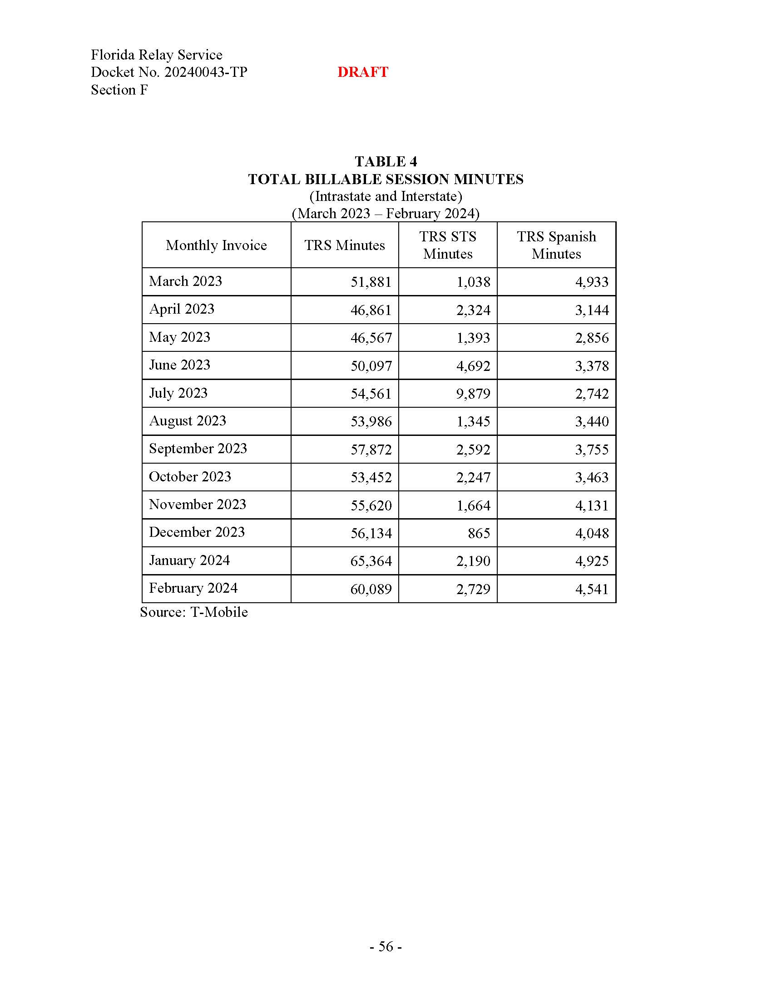 Florida Relay Service
Docket No. 20240043-TP DRAFT
Section F
TABLE 4
TOTAL BILLABLE SESSION MINUTES
(Intrastate and Interstate)
(March 2023 – February 2024)
Monthly Invoice TRS Minutes TRS STS Minutes TRS Spanish Minutes
March 2023 51,881 1,038 4,933
April 2023 46,861 2,324 3,144
May 2023 46,567 1,393 2,856
June 2023 50,097 4,692 3,378
July 2023 54,561 9,879 2,742
August 2023 53,986 1,345 3,440
September 2023 57,872 2,592 3,755
October 2023 53,452 2,247 3,463
November 2023 55,620 1,664 4,131
December 2023 56,134 865 4,048
January 2024 65,364 2,190 4,925
February 2024 60,089 2,729 4,541
Source: T-Mobile
- 56 -